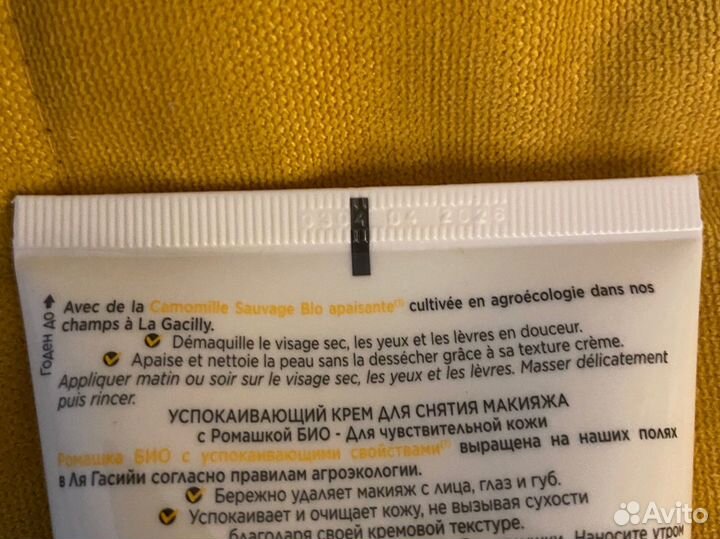 04 2026
Годен до
Avec de la Camomille Sauvage Bio apaisante(1) cultivée en agroécologie dans nos
champs à La Gacilly.
Démaquille le visage sec, les yeux et les lèvres en douceur.
Apaise et nettoie la peau sans la dessécher grâce à sa texture crème.
Appliquer matin ou soir sur le visage sec, les yeux et les lèvres. Masser délicatement
puis rincer.
УСПОКАИВАЮЩИЙ КРЕМ ДЛЯ СНЯТИЯ МАКИЯЖА
с Ромашкой БИО - Для чувствительной кожи
Ромашка БИО с успокаивающими свойствами(1) выращена на наших полях
в Ля Гасийи согласно правилам агроэкологии.
Бережно удаляет макияж с лица, глаз и губ.
Успокаивает и очищает кожу, не вызывая сухости
благодаря своей кремовой текстуре.
Наносите утром
Avito